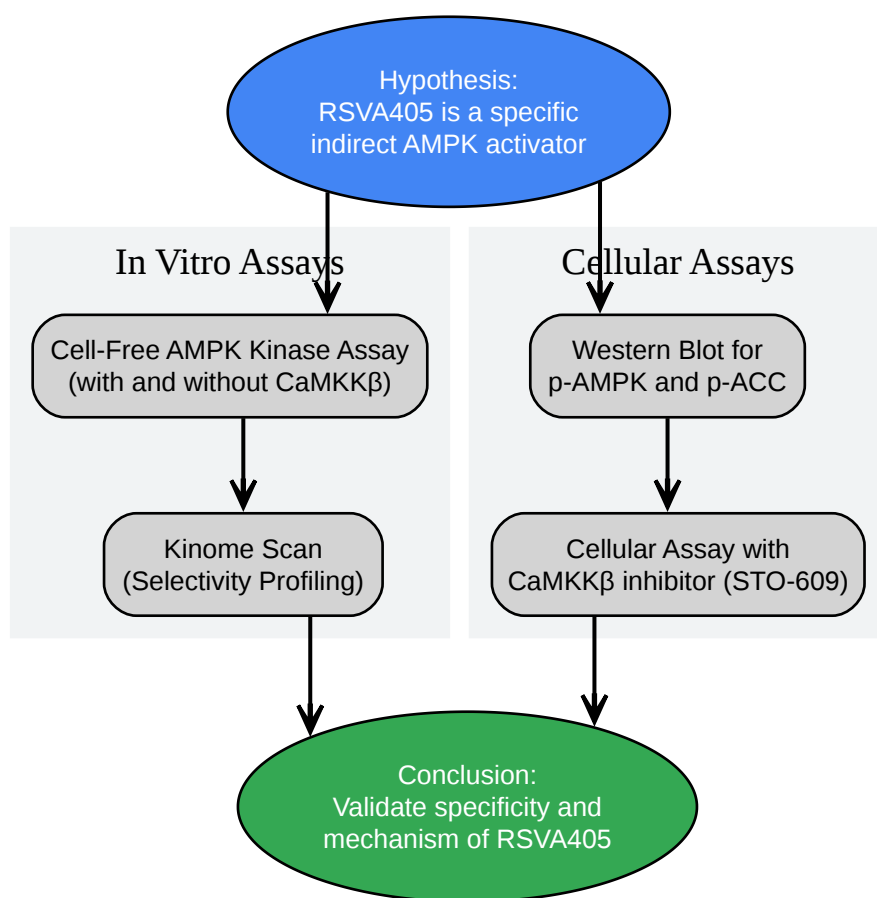 Hypothesis:
RSVA405 is a specific
indirect AMPK activator
In Vitro Assays
Cell-Free AMPK Kinase Assay
(with and without CaMKKβ)
Kinome Scan
(Selectivity Profiling)
Cellular Assays
Western Blot for
p-AMPK and p-ACC
Cellular Assay with
CaMKKβ inhibitor (STO-609)
Conclusion:
Validate specificity and
mechanism of RSVA405